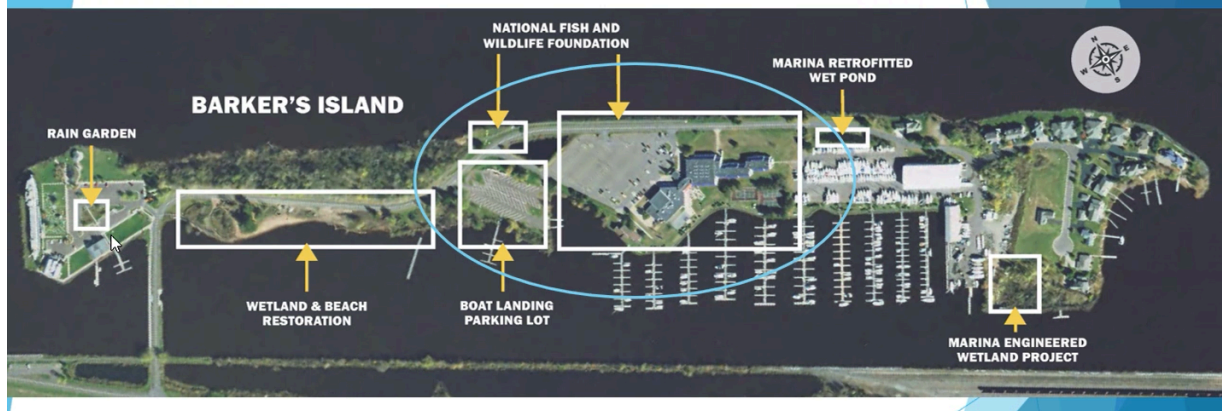 NATIONAL FISH AND
WILDLIFE FOUNDATION
MARINA RETROFITTED
WET POND
BARKER'S ISLAND
RAIN GARDEN
WETLAND & BEACH
RESTORATION
BOAT LANDING
PARKING LOT
MARINA ENGINEERED
WETLAND PROJECT
N
E
W
S